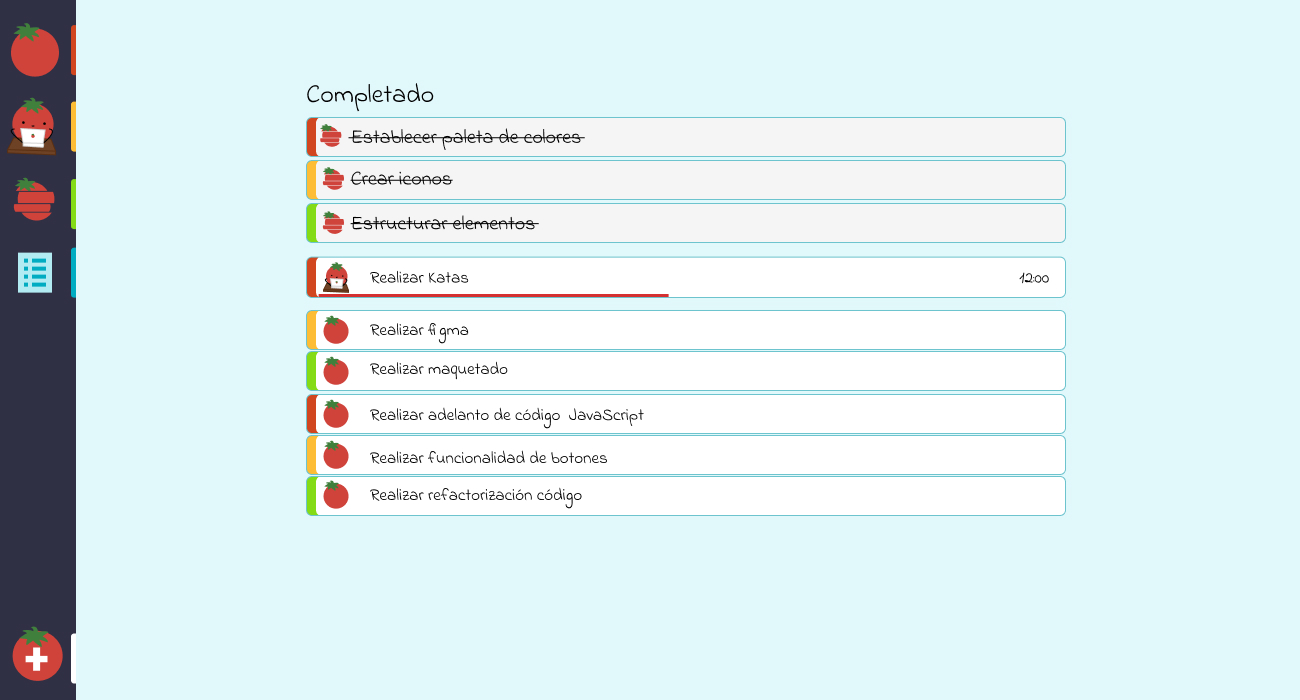 Completado
Establecer paleta de colores
Crear iconos
Estructurar elementos
Realizar Katas 12:00
Realizar figma
Realizar maquetado
Realizar adelanto de código JavaScript
Realizar funcionalidad de botones
Realizar refactorización código